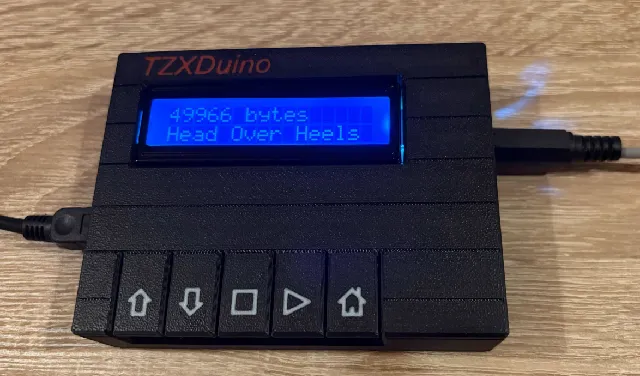 TZXDuino
49966 bytes
Head Over Heels